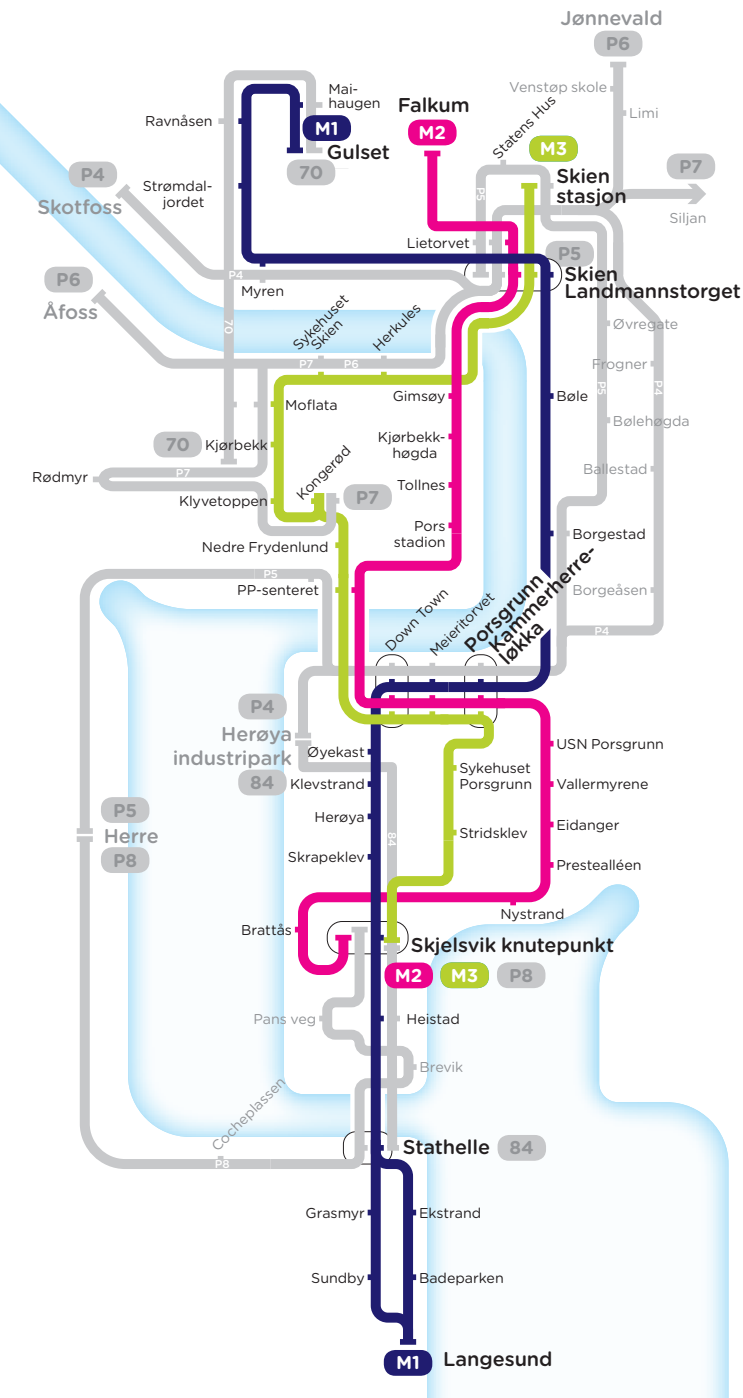 Jønnevald
P6
Venstøp skole
Limi
Mai-
haugen
Ravnåsen
M1
Gulset
70
Falkum
M2
Statens Hus
M3
Skien
stasjon
P7
Siljan
P4
Skotfoss
Strømdal-
jordet
P5
Lietorvet
P5
Skien
Landmannstorget
P4
Myren
P6
Åfoss
70
Sykehuset
Skien
Herkules
P7
P6
Øvregate
Frogner
P5
P4
Moflata
Gimsøy
Bøle
Bølehøgda
70
Kjørbekk
Kjørbekk-
høgda
Ballestad
Rødmyr
P7
Kongerød
Tollnes
P7
Klyvetoppen
Pors
stadion
Borgestad
Nedre Frydenlund
P5
PP-senteret
Borgeåsen
Down Town
Meieritorvet
Porsgrunn
Kammerherre-
løkka
P4
P4
Herøya
industripark
84
Øyekast
USN Porsgrunn
Klevstrand
Sykehuset
Porsgrunn
Vallermyrene
P5
Herre
P8
Herøya
84
Stridsklev
Eidanger
Skrapeklev
Prestealléen
Nystrand
Brattås
Skjelsvik knutepunkt
M2
M3
P8
Pans veg
Heistad
Brevik
Cocheplassen
P8
Stathelle
84
Grasmyr
Ekstrand
Sundby
Badeparken
M1
Langesund